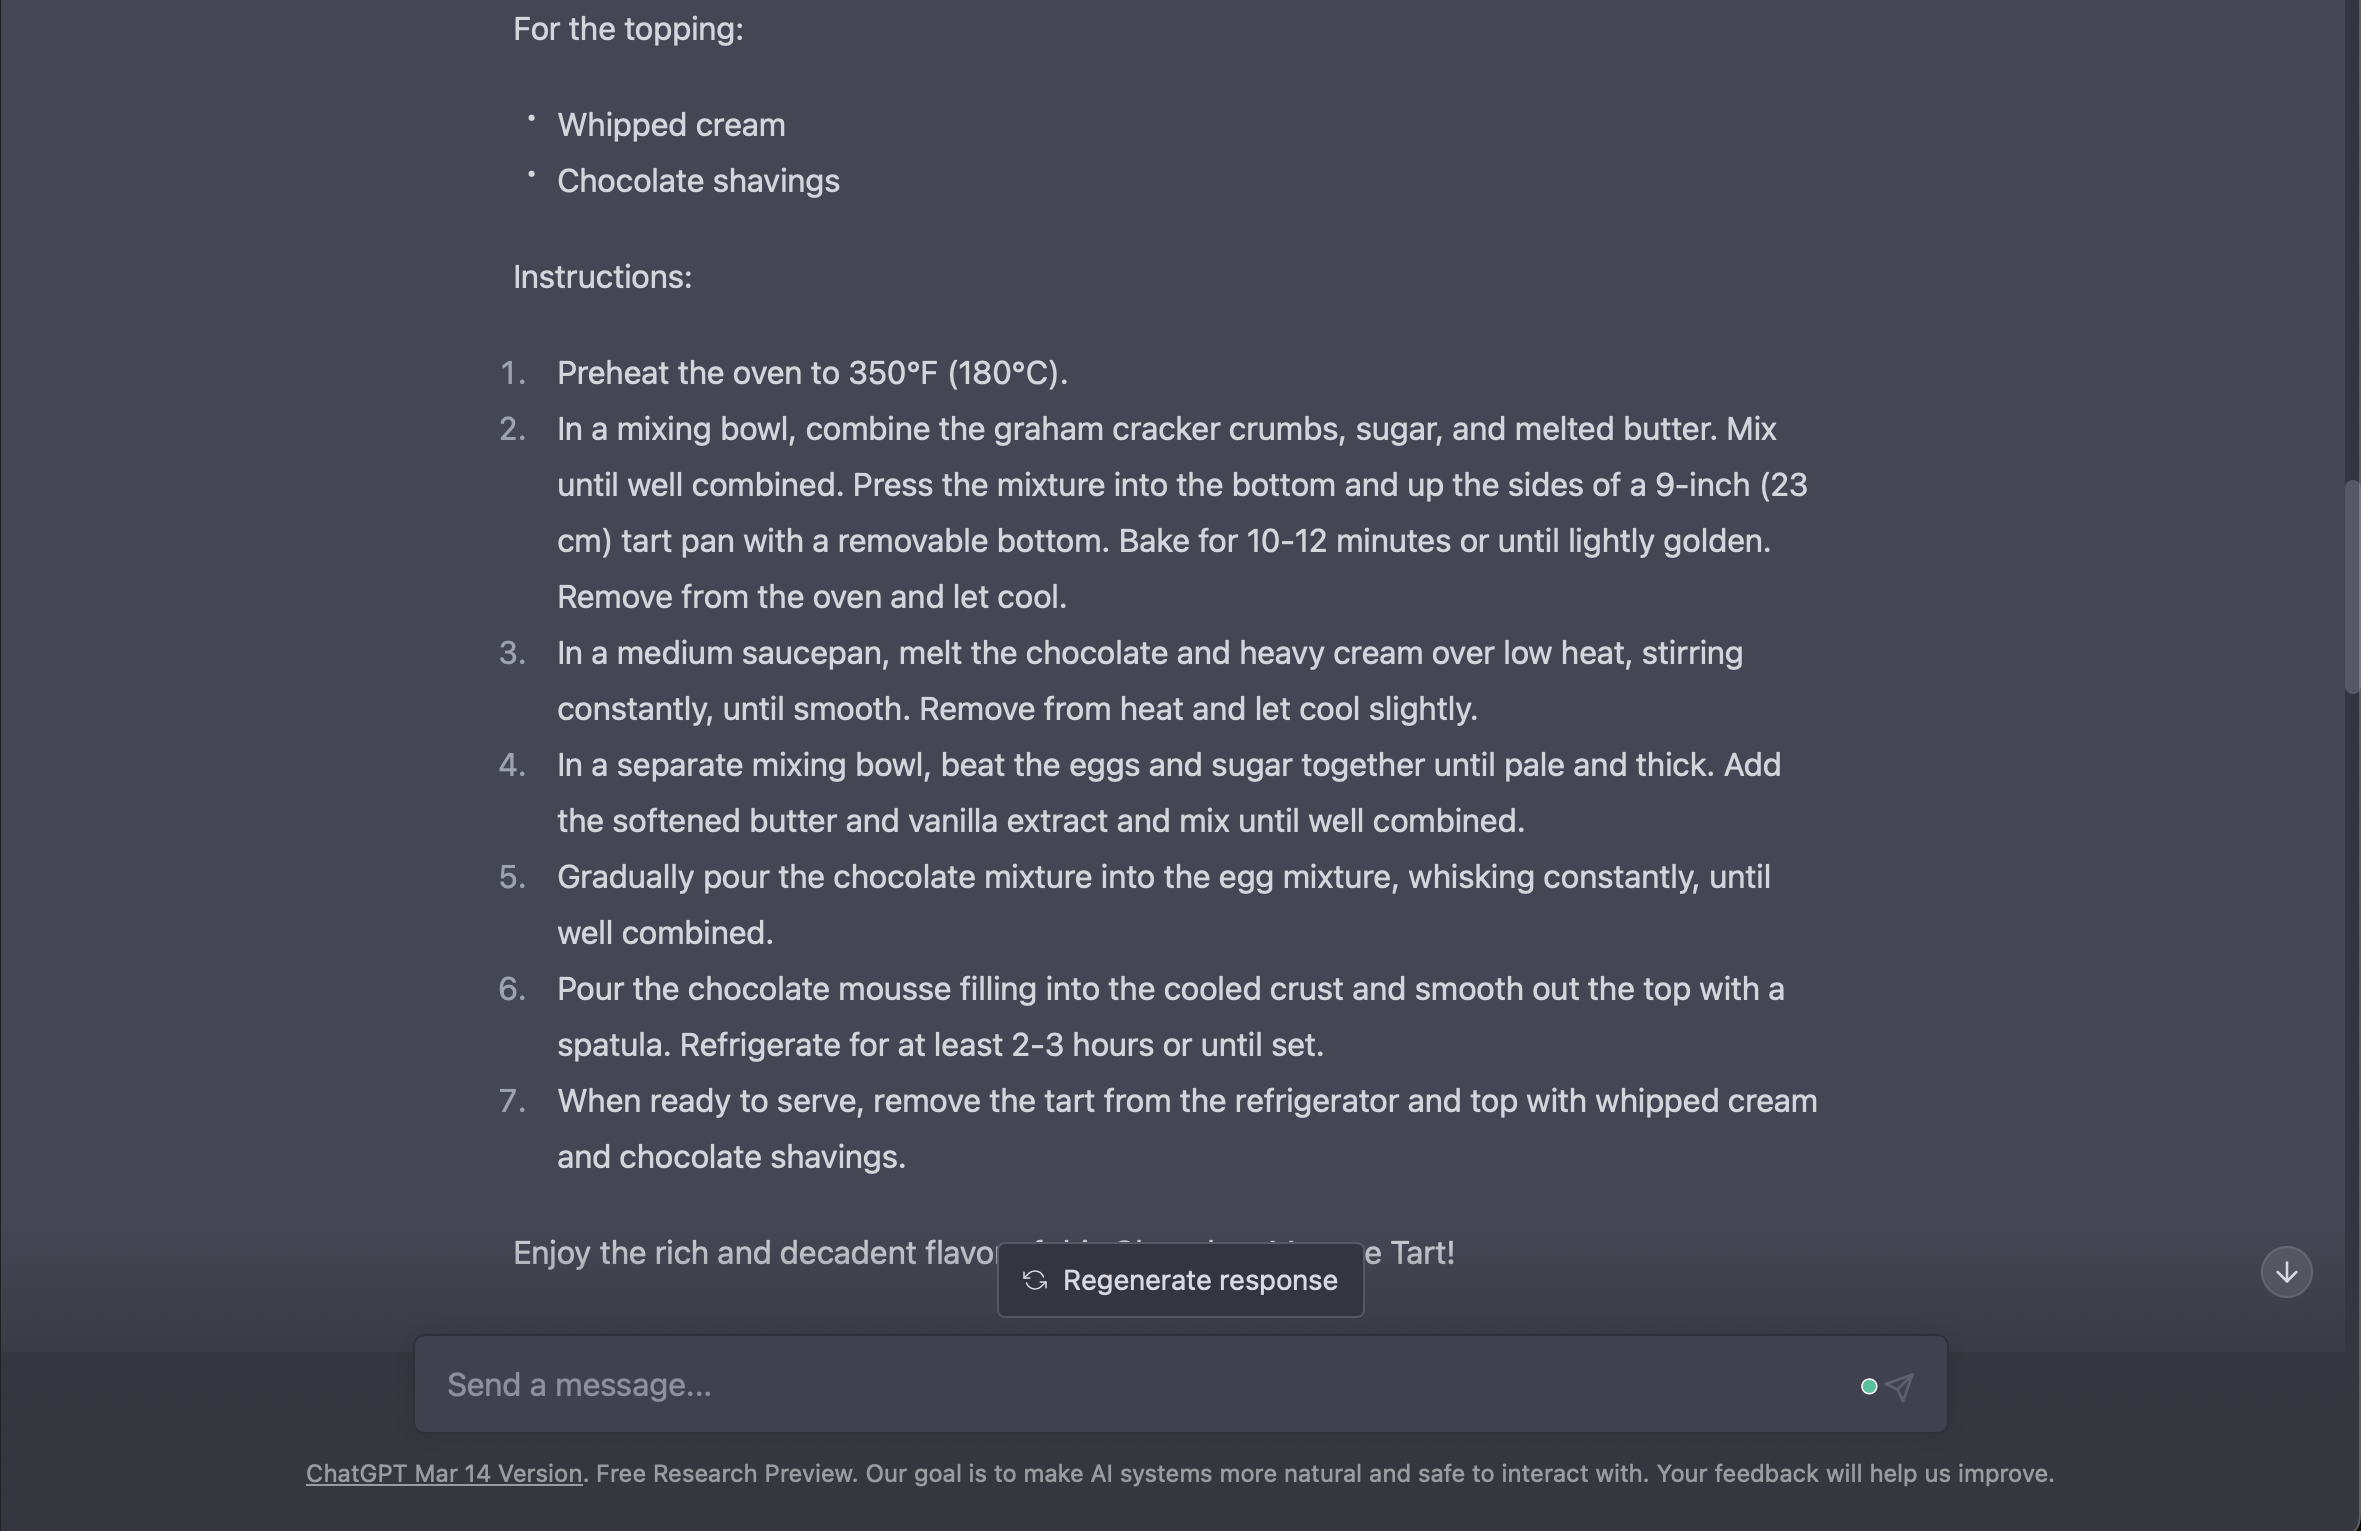 For the topping:
• Whipped cream
• Chocolate shavings
Instructions:
1. Preheat the oven to 350°F (180°C).
2. In a mixing bowl, combine the graham cracker crumbs, sugar, and melted butter. Mix
until well combined. Press the mixture into the bottom and up the sides of a 9-inch (23
cm) tart pan with a removable bottom. Bake for 10-12 minutes or until lightly golden.
Remove from the oven and let cool.
3. In a medium saucepan, melt the chocolate and heavy cream over low heat, stirring
constantly, until smooth. Remove from heat and let cool slightly.
4. In a separate mixing bowl, beat the eggs and sugar together until pale and thick. Add
the softened butter and vanilla extract and mix until well combined.
5. Gradually pour the chocolate mixture into the egg mixture, whisking constantly, until
well combined.
6. Pour the chocolate mousse filling into the cooled crust and smooth out the top with a
spatula. Refrigerate for at least 2-3 hours or until set.
7. When ready to serve, remove the tart from the refrigerator and top with whipped cream
and chocolate shavings.
Enjoy the rich and decadent Tart!
Regenerate response
Send a message...
ChatGPT Mar 14 Version. Free Research Preview. Our goal is to make AI systems more natural and safe to interact with. Your feedback will help us improve.